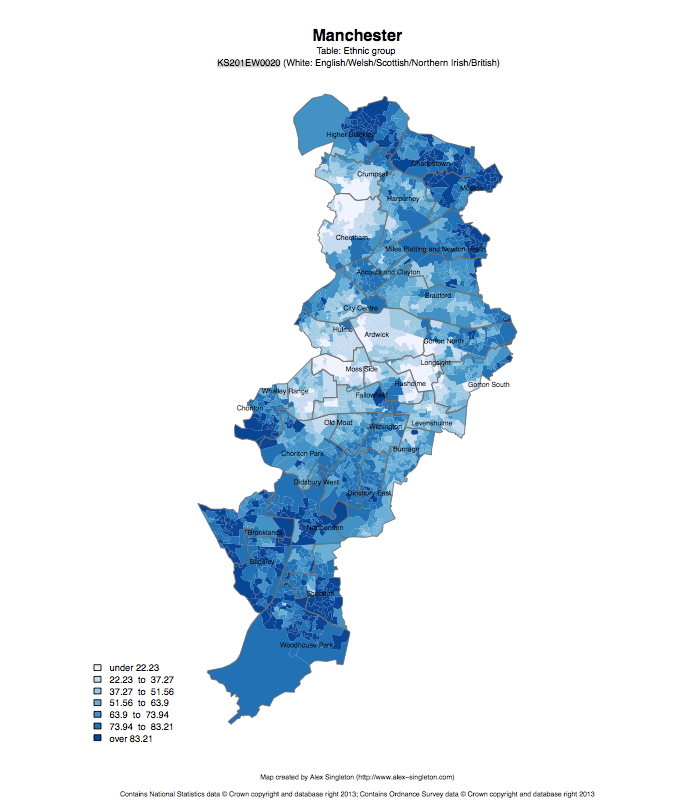 Manchester
Table: Ethnic group
KS201EW0020 (White: English/Welsh/Scottish/Northern Irish/British)
Higher Blackley
Charlestown
Crumpsall
Moston
Harpurhey
Cheetham
Miles Platting and Newton Heath
Ancoats and Clayton
Bradford
City Centre
Hulme
Ardwick
Gorton North
Longsight
Moss Side
Rusholme
Gorton South
Whalley Range
Fallowfield
Chorlton
Old Moat
Withington
Levenshulme
Burnage
Chorlton Park
Didsbury West
Didsbury East
Northenden
Brooklands
Baguley
Sharston
Woodhouse Park
under 22.23
22.23 to 37.27
37.27 to 51.56
51.56 to 63.9
63.9 to 73.94
73.94 to 83.21
over 83.21
Map created by Alex Singleton (http://www.alex-singleton.com)
Contains National Statistics data © Crown copyright and database right 2013; Contains Ordnance Survey data © Crown copyright and database right 2013